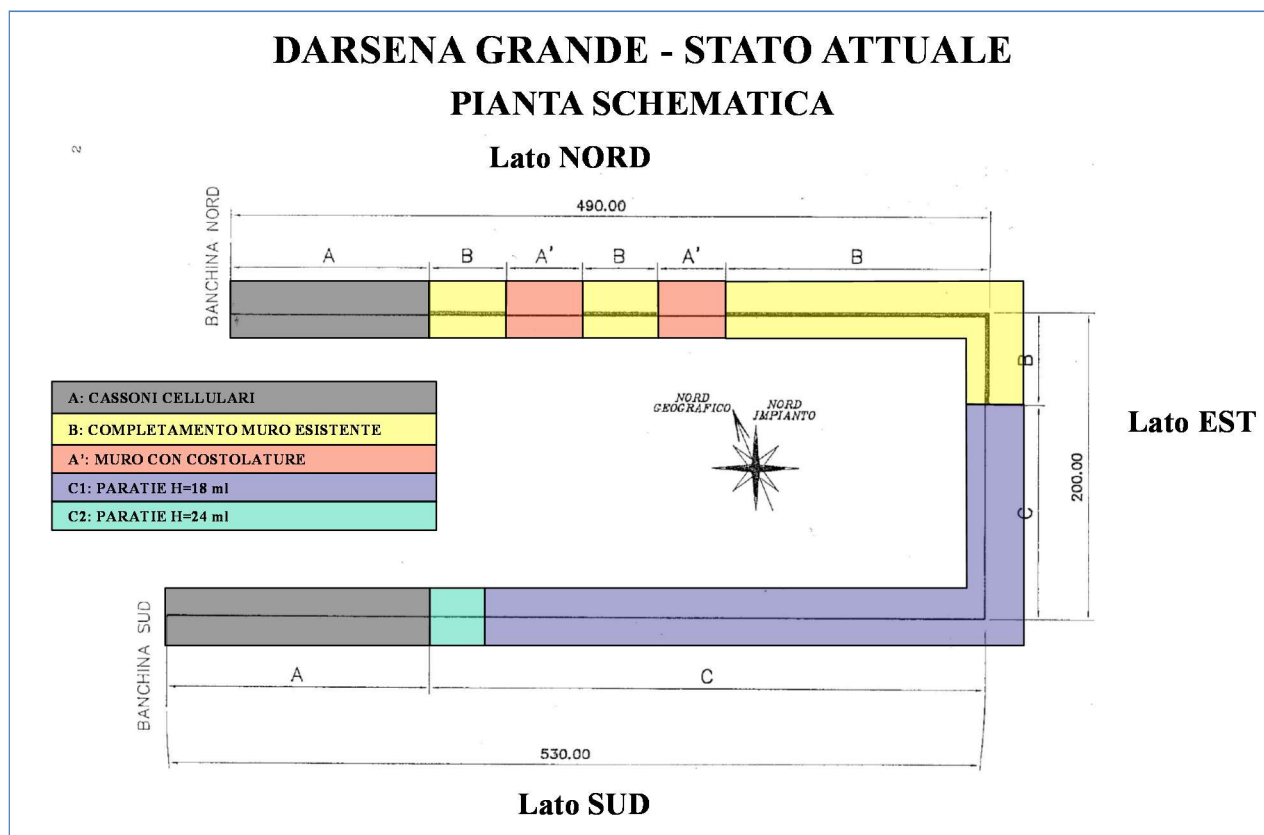 DARSENA GRANDE - STATO ATTUALE
PIANTA SCHEMATICA
2
Lato NORD
BANCHINA NORD
490.00
A
B
A'
B
A'
B
A: CASSONI CELLULARI
B: COMPLETAMENTO MURO ESISTENTE
A': MURO CON COSTOLATURE
C1: PARATIE H=18 ml
C2: PARATIE H=24 ml
NORD
GEOGRAFICO
NORD
IMPIANTO
B
C
200.00
Lato EST
BANCHINA SUD
A
C
530.00
Lato SUD